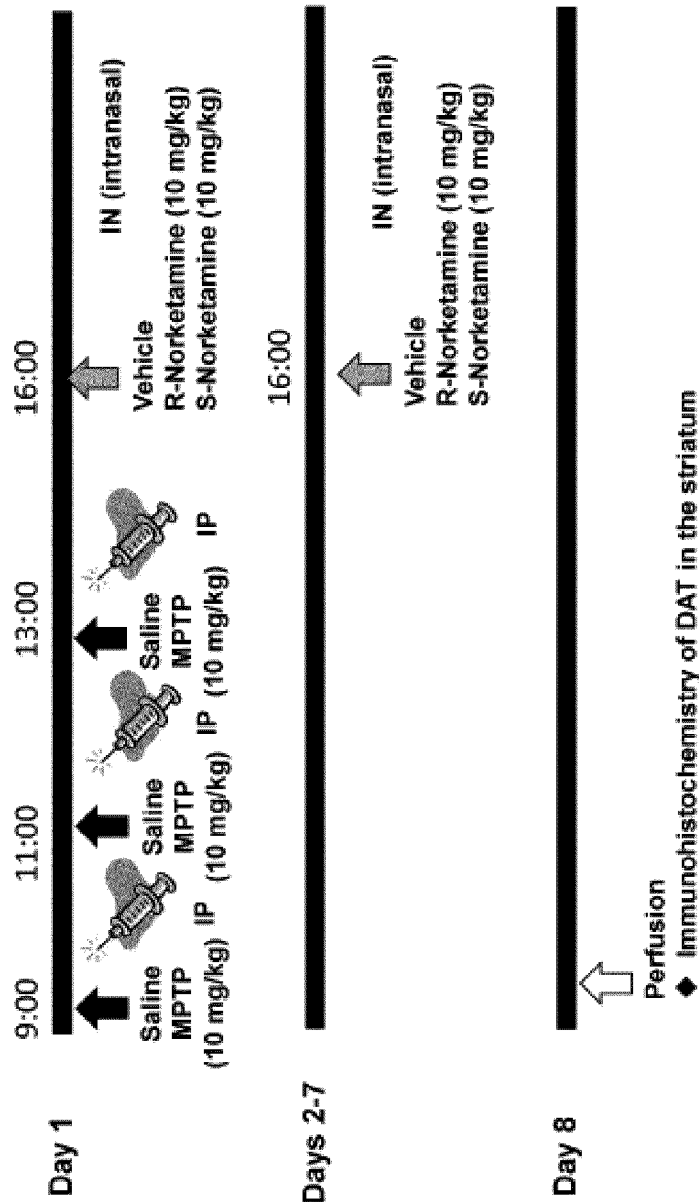 9:00
11:00
13:00
16:00
Day 1
Saline
MPTP
(10 mg/kg) IP
Saline
MPTP
(10 mg/kg) IP
Saline
MPTP
(10 mg/kg) IP
Vehicle IN (intranasal)
R-Norketamine (10 mg/kg)
S-Norketamine (10 mg/kg)
16:00
Days 2-7
Vehicle IN (intranasal)
R-Norketamine (10 mg/kg)
S-Norketamine (10 mg/kg)
Day 8
Perfusion
◆ Immunohistochemistry of DAT in the striatum